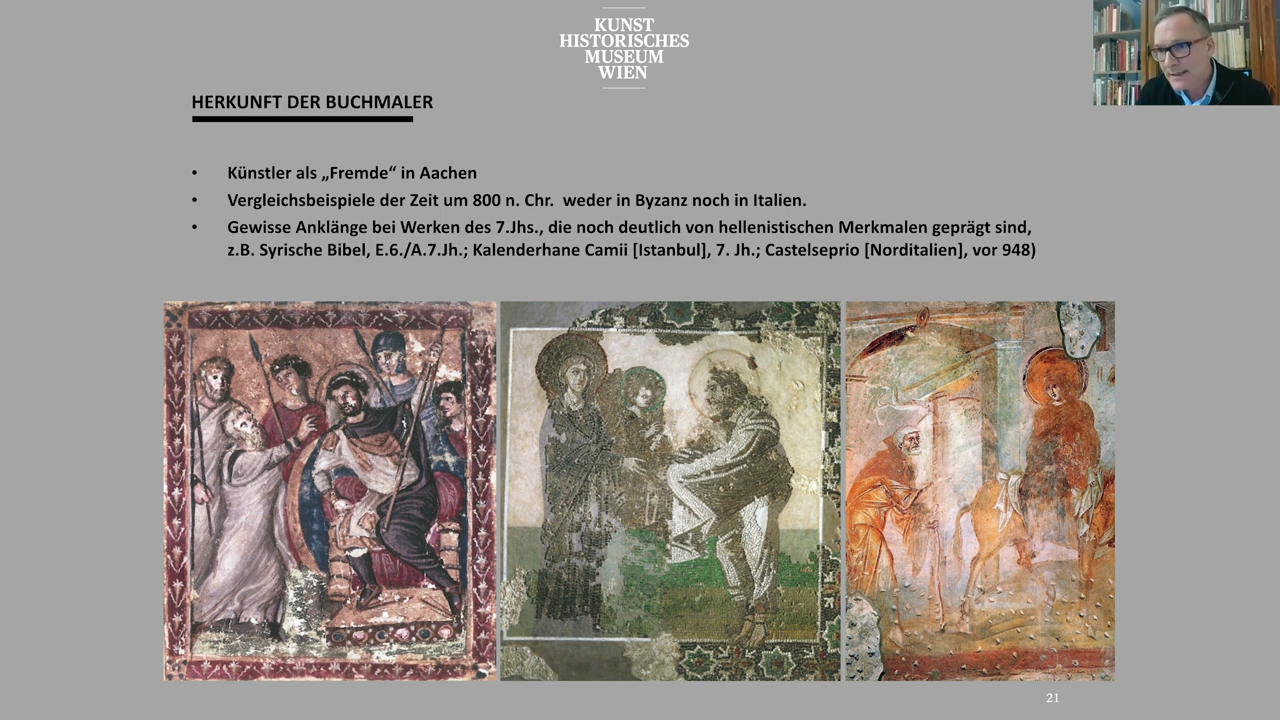 KUNST
HISTORISCHES
MUSEUM
WIEN
HERKUNFT DER BUCHMALER
• Künstler als „Fremde“ in Aachen
• Vergleichsbeispiele der Zeit um 800 n. Chr.  weder in Byzanz noch in Italien.
• Gewisse Anklänge bei Werken des 7.Jhs., die noch deutlich von hellenistischen Merkmalen geprägt sind,
z.B. Syrische Bibel, E.6./A.7.Jh.; Kalenderhane Camii [Istanbul], 7. Jh.; Castelseprio [Norditalien], vor 948)
21